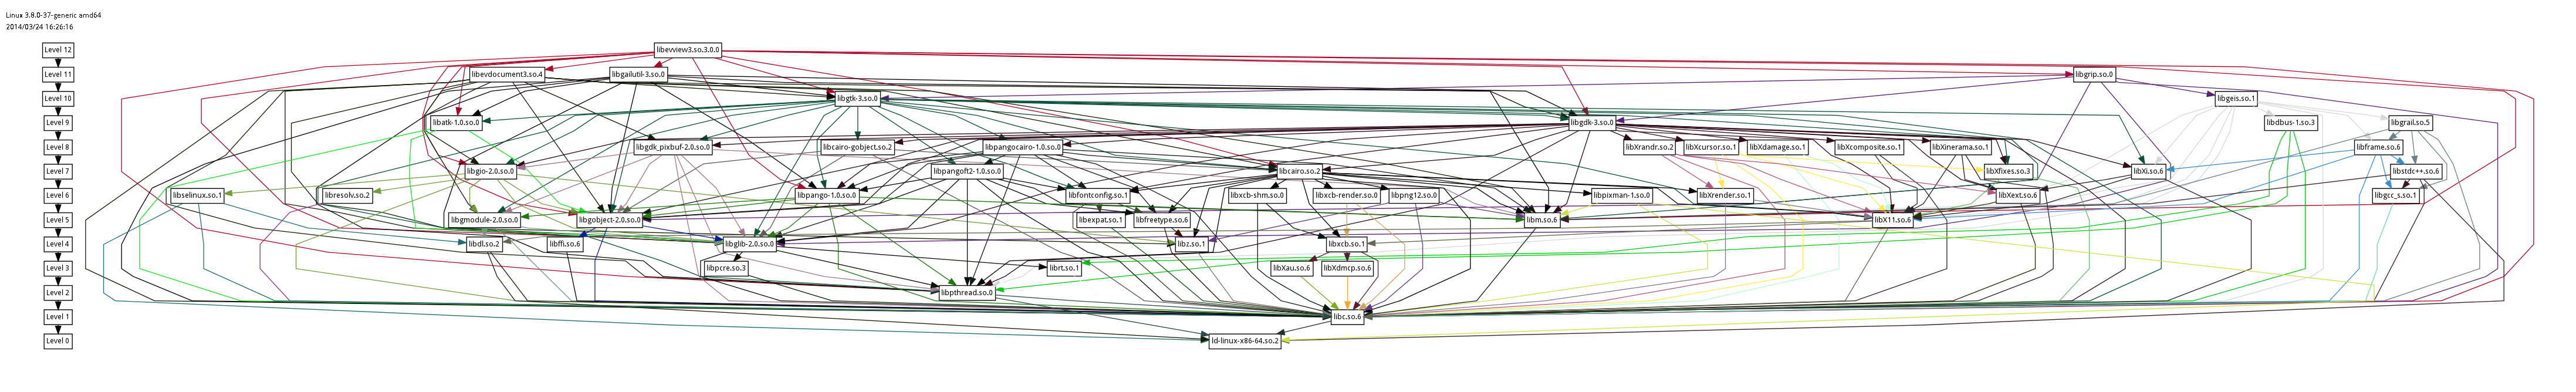 Linux 3.8.0-37-generic amd64
2014/03/24 16:26:16
Level 12
libevview3.so.3.0.0
Level 11
libevdocument3.so.4
libgailutil-3.so.0
libgrip.so.0
Level 10
libgtk-3.so.0
libgeis.so.1
Level 9
libatk-1.0.so.0
libgdk-3.so.0
libdbus-1.so.3
libgrail.so.5
Level 8
libgdk_pixbuf-2.0.so.0
libcairo-gobject.so.2
libpangocairo-1.0.so.0
libXrandr.so.2
libXcursor.so.1
libXdamage.so.1
libXcomposite.so.1
libXinerama.so.1
libframe.so.6
Level 7
libgio-2.0.so.0
libpangoft2-1.0.so.0
libcairo.so.2
libXfixes.so.3
libXi.so.6
libstdc++.so.6
Level 6
libselinux.so.1
libresolv.so.2
libpango-1.0.so.0
libfontconfig.so.1
libxcb-shm.so.0
libxcb-render.so.0
libpng12.so.0
libpixman-1.so.0
libXrender.so.1
libXext.so.6
libgcc_s.so.1
Level 5
libgmodule-2.0.so.0
libgobject-2.0.so.0
libexpat.so.1
libfreetype.so.6
libm.so.6
libX11.so.6
Level 4
libdl.so.2
libffi.so.6
libglib-2.0.so.0
libz.so.1
libxcb.so.1
Level 3
libpcre.so.3
librt.so.1
libXau.so.6
libXdmcp.so.6
Level 2
libpthread.so.0
Level 1
libc.so.6
Level 0
ld-linux-x86-64.so.2